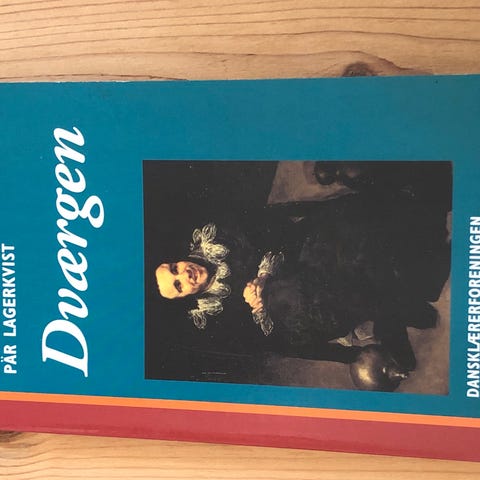 PÄR LAGERKVIST
Dværgen
DANSKLÆRERFORENINGEN